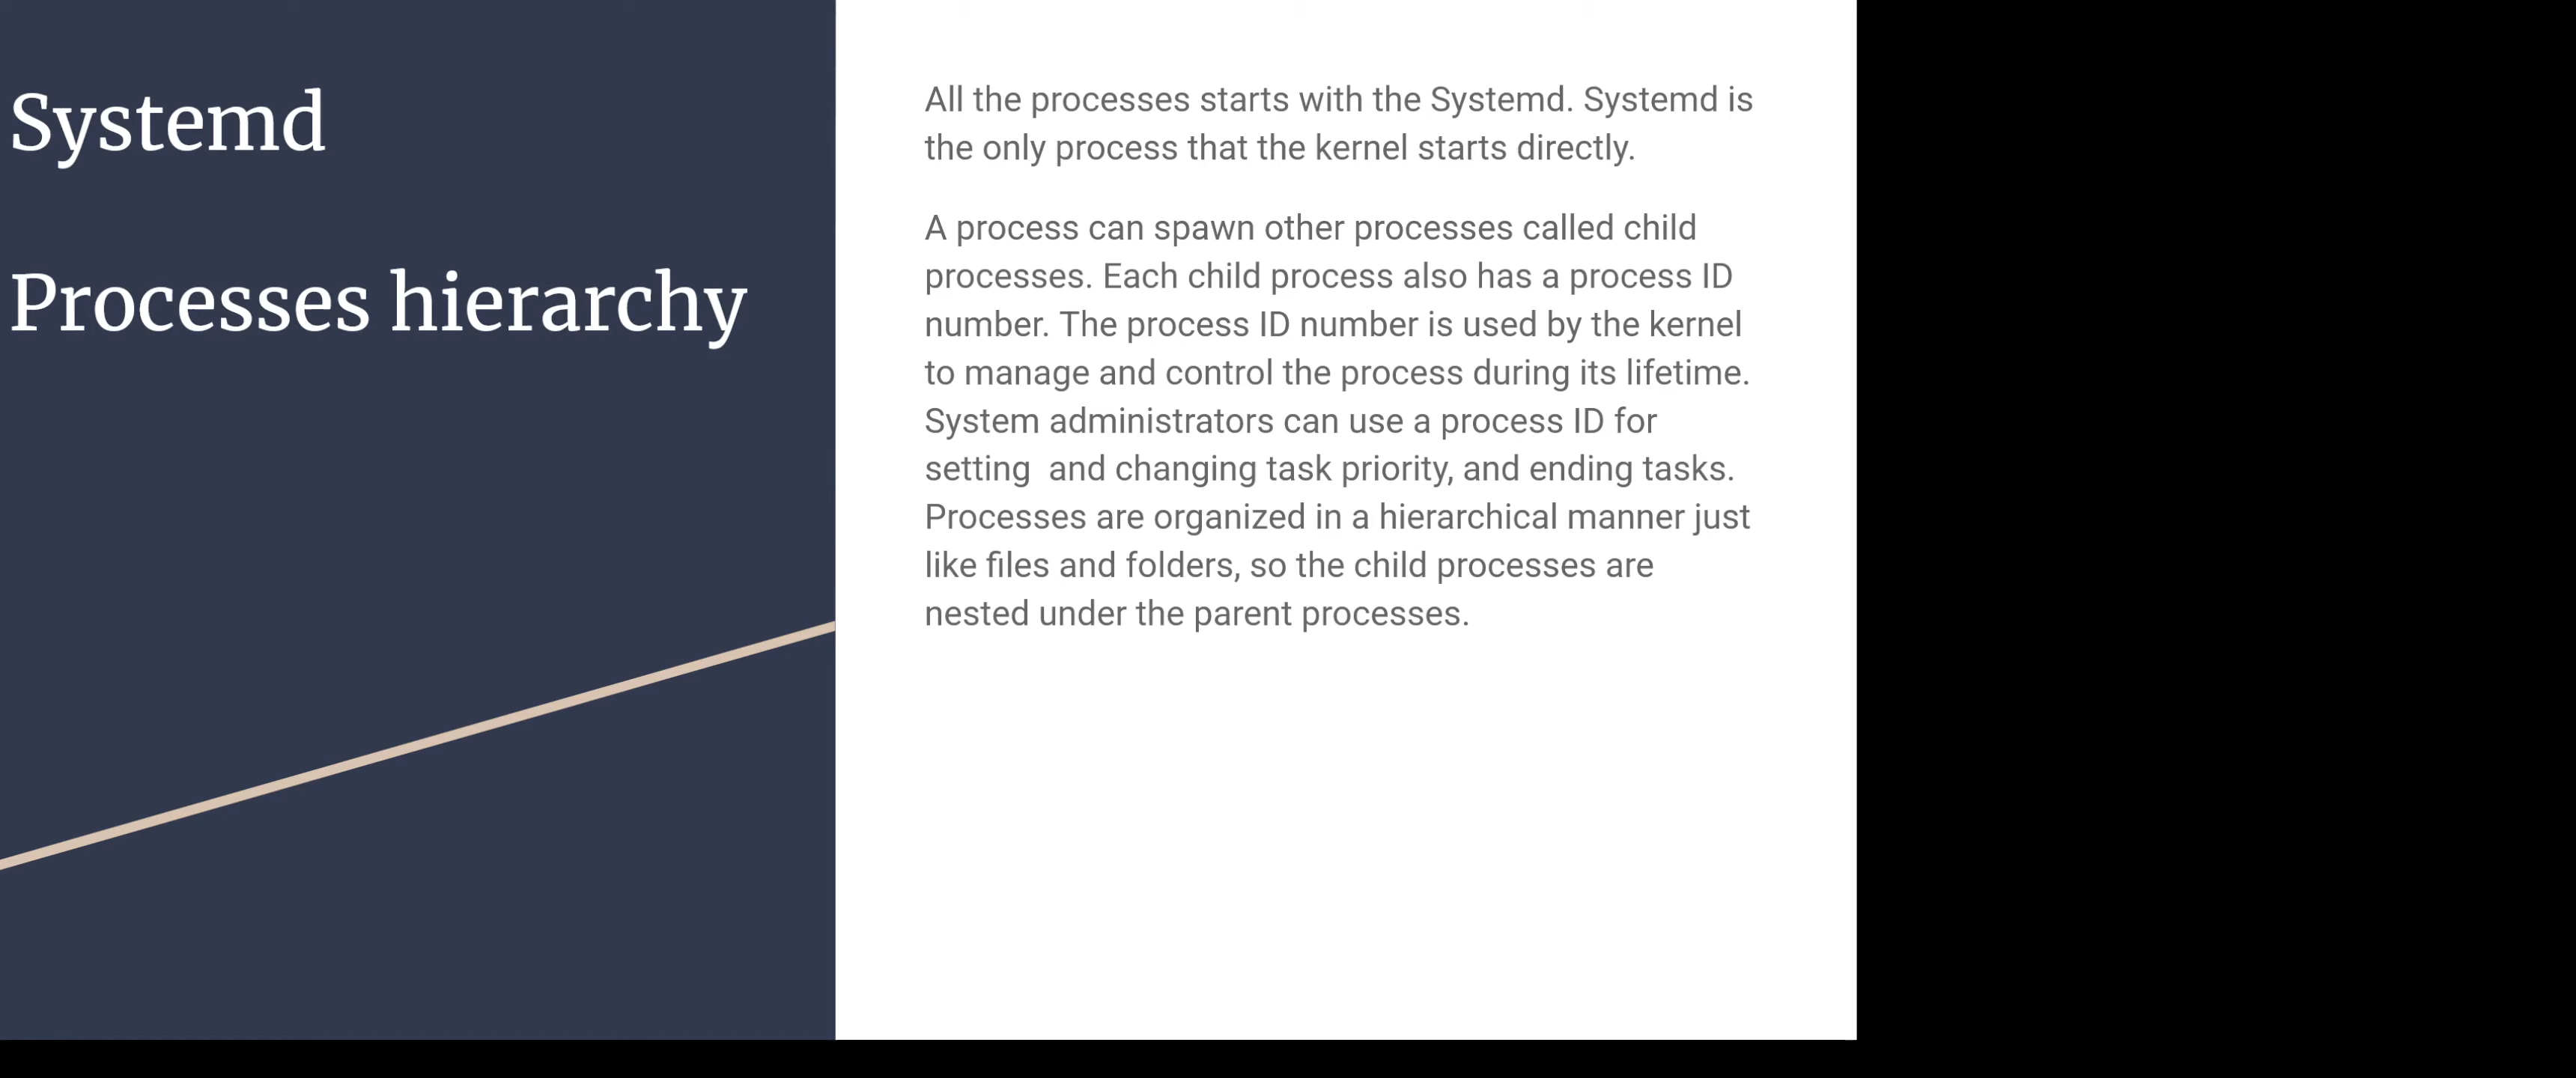 Systemd
Processes hierarchy
All the processes starts with the Systemd. Systemd is
the only process that the kernel starts directly.
A process can spawn other processes called child
processes. Each child process also has a process ID
number. The process ID number is used by the kernel
to manage and control the process during its lifetime.
System administrators can use a process ID for
setting  and changing task priority, and ending tasks.
Processes are organized in a hierarchical manner just
like files and folders, so the child processes are
nested under the parent processes.